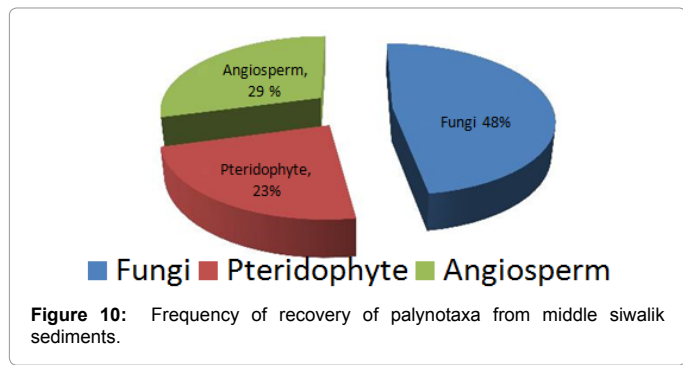 Angiosperm,
29 %
Fungi 48%
Pteridophyte,
23%
Fungi Pteridophyte Angiosperm
Figure 10: Frequency of recovery of palynotaxa from middle siwalik
sediments.